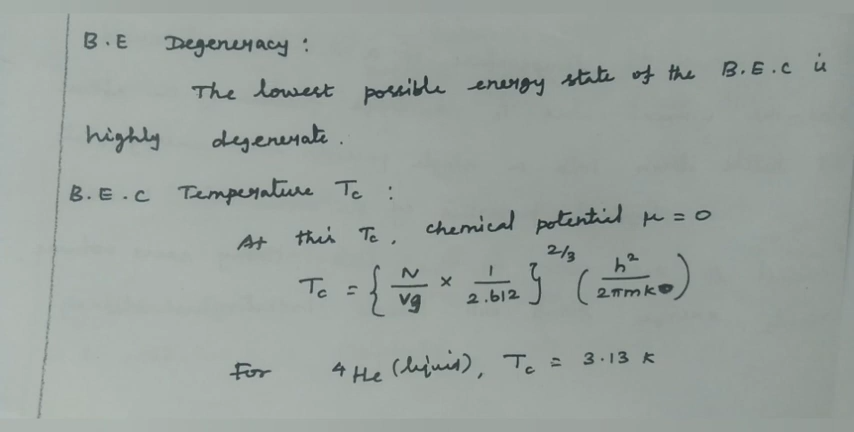 B.E Degeneracy :
The lowest possible energy state of the B.E.C is
highly degenerate.
B.E.C Temperature Tc :
At this Tc, chemical potential μ = 0
Tc = { N/Vg × 1/2.612 }^2/3 ( h²/2πmk )
For ⁴He (liquid), Tc = 3.13 K